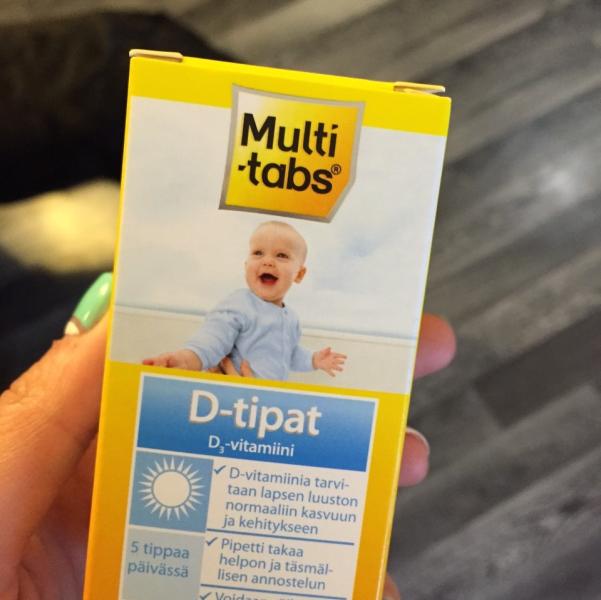 Multi
-tabs®
D-tipat
D₃-vitamiini
✓ D-vitamiinia tarvi-
taan lapsen luuston
normaaliin kasvuun
ja kehitykseen
5 tippaa
päivässä
✓ Pipetti takaa
helpon ja täsmäl-
lisen annostelun